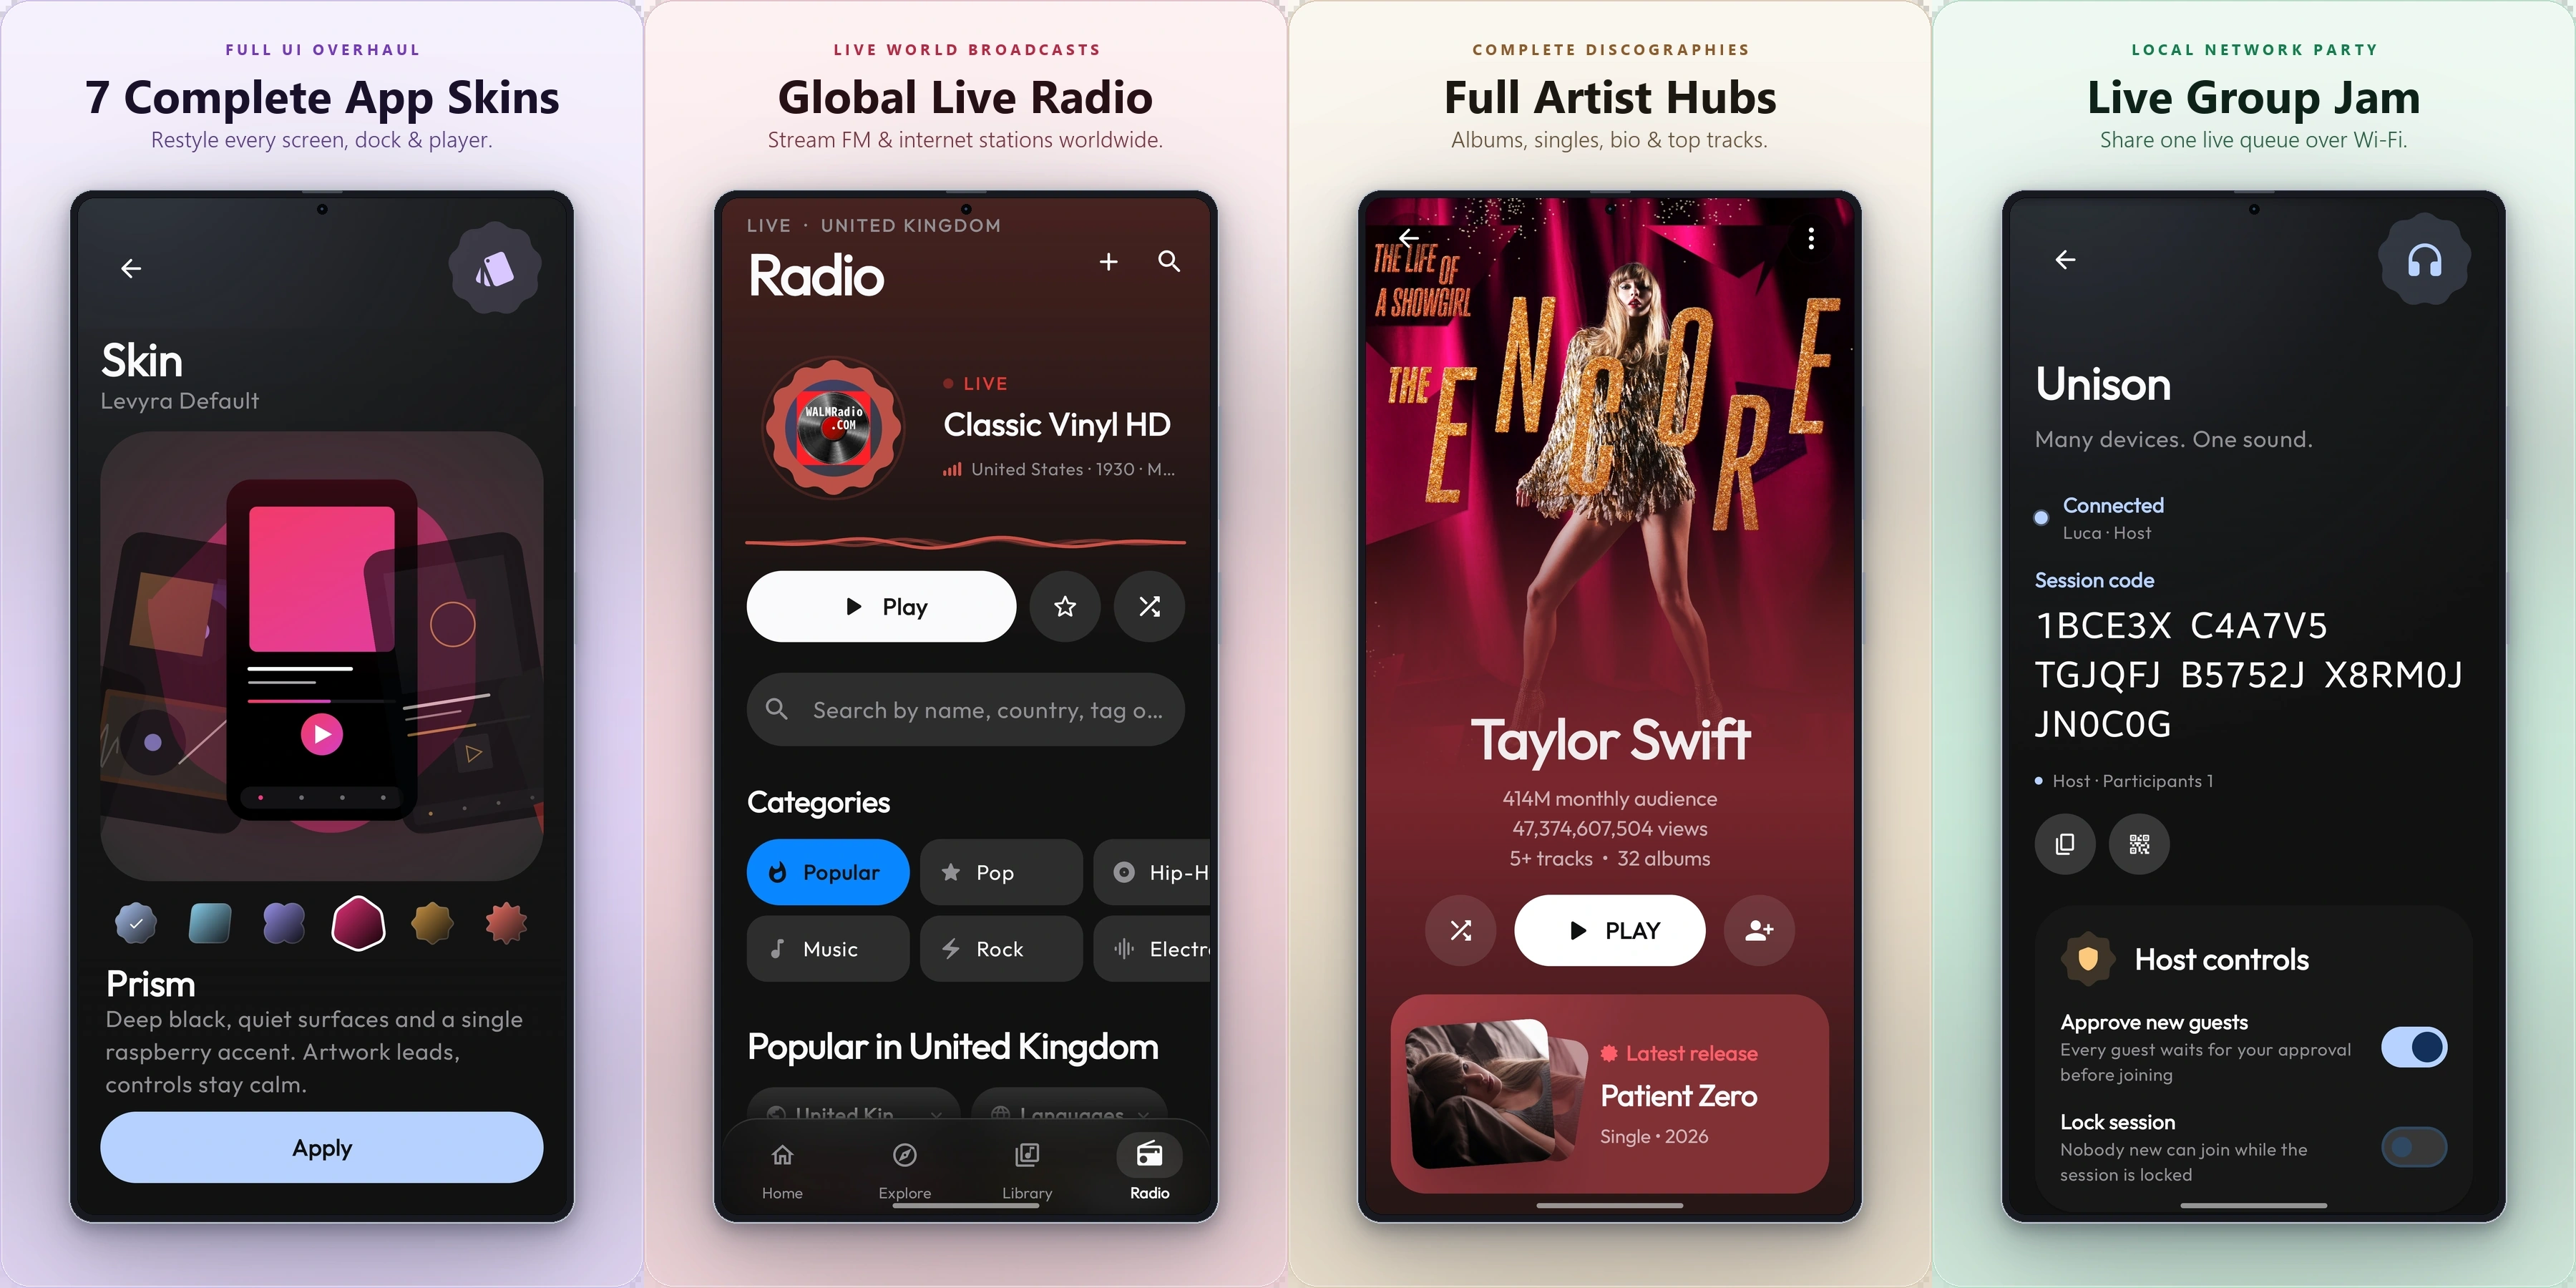 FULL UI OVERHAUL
7 Complete App Skins
Restyle every screen, dock & player.
Skin
Levyra Default
Prism
Deep black, quiet surfaces and a single
raspberry accent. Artwork leads,
controls stay calm.
Apply
LIVE WORLD BROADCASTS
Global Live Radio
Stream FM & internet stations worldwide.
LIVE · UNITED KINGDOM
Radio
WALMRadio
.COM
LIVE
Classic Vinyl HD
United States · 1930 · M...
Play
Search by name, country, tag o...
Categories
Popular
Pop
Hip-H
Music
Rock
Electr
Popular in United Kingdom
United Kin
Languages
Home
Explore
Library
Radio
COMPLETE DISCOGRAPHIES
Full Artist Hubs
Albums, singles, bio & top tracks.
THE LIFE OF
A SHOWGIRL
THE ENCORE
Taylor Swift
414M monthly audience
47,374,607,504 views
5+ tracks • 32 albums
PLAY
Latest release
Patient Zero
Single • 2026
LOCAL NETWORK PARTY
Live Group Jam
Share one live queue over Wi-Fi.
Unison
Many devices. One sound.
Connected
Luca · Host
Session code
1BCE3X C4A7V5
TGJQFJ B5752J X8RM0J
JN0C0G
Host · Participants 1
Host controls
Approve new guests
Every guest waits for your approval
before joining
Lock session
Nobody new can join while the
session is locked